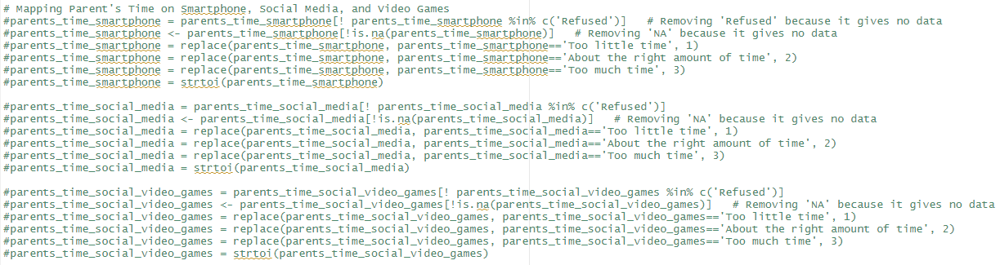 # Mapping Parent's Time on Smartphone, Social Media, and Video Games
#parents_time_smartphone = parents_time_smartphone[! parents_time_smartphone %in% c('Refused')]   # Removing 'Refused' because it gives no data
#parents_time_smartphone <- parents_time_smartphone[!is.na(parents_time_smartphone)]   # Removing 'NA' because it gives no data
#parents_time_smartphone = replace(parents_time_smartphone, parents_time_smartphone=='Too little time', 1)
#parents_time_smartphone = replace(parents_time_smartphone, parents_time_smartphone=='About the right amount of time', 2)
#parents_time_smartphone = replace(parents_time_smartphone, parents_time_smartphone=='Too much time', 3)
#parents_time_smartphone = strtoi(parents_time_smartphone)

#parents_time_social_media = parents_time_social_media[! parents_time_social_media %in% c('Refused')]
#parents_time_social_media <- parents_time_social_media[!is.na(parents_time_social_media)]   # Removing 'NA' because it gives no data
#parents_time_social_media = replace(parents_time_social_media, parents_time_social_media=='Too little time', 1)
#parents_time_social_media = replace(parents_time_social_media, parents_time_social_media=='About the right amount of time', 2)
#parents_time_social_media = replace(parents_time_social_media, parents_time_social_media=='Too much time', 3)
#parents_time_social_media = strtoi(parents_time_social_media)

#parents_time_social_video_games = parents_time_social_video_games[! parents_time_social_video_games %in% c('Refused')]
#parents_time_social_video_games <- parents_time_social_video_games[!is.na(parents_time_social_video_games)]   # Removing 'NA' because it gives no data
#parents_time_social_video_games = replace(parents_time_social_video_games, parents_time_social_video_games=='Too little time', 1)
#parents_time_social_video_games = replace(parents_time_social_video_games, parents_time_social_video_games=='About the right amount of time', 2)
#parents_time_social_video_games = replace(parents_time_social_video_games, parents_time_social_video_games=='Too much time', 3)
#parents_time_social_video_games = strtoi(parents_time_social_video_games)